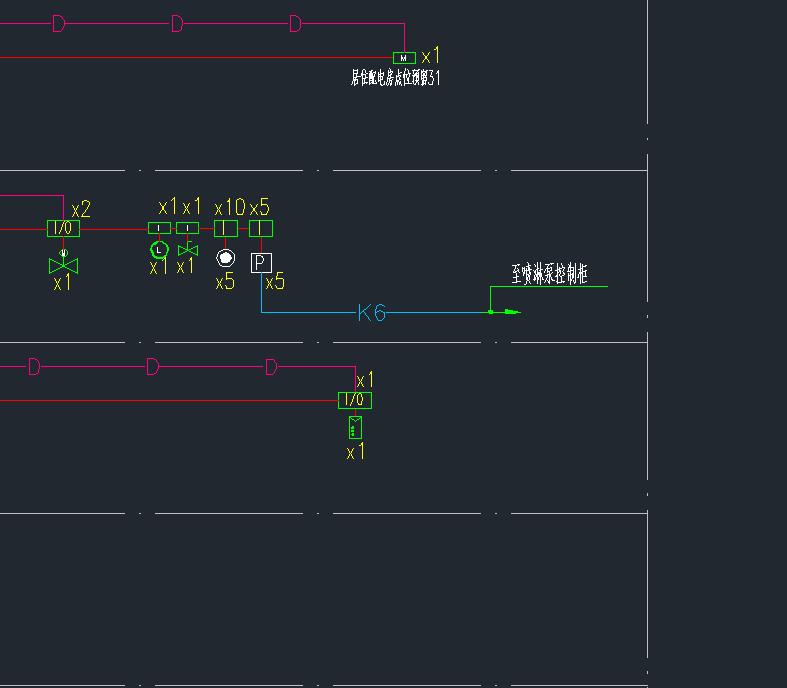 D D D
M x1
居住配电房点位预留31
x2 x1 x1 x10 x5
I/O I I I I
M L
x1 x1 x1 x5 P x5
至喷淋泵控制柜
K6
D D D
x1
I/O
x1